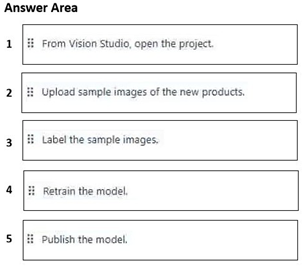 Answer Area
1 From Vision Studio, open the project.
2 Upload sample images of the new products.
3 Label the sample images.
4 Retrain the model.
5 Publish the model.